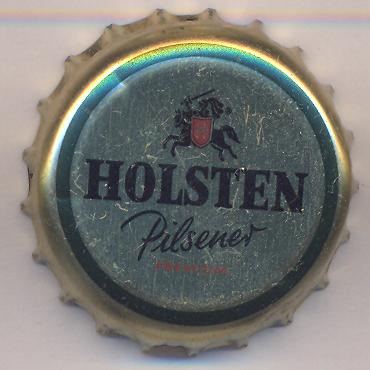 HOLSTEN
Pilsener
PREMIUM